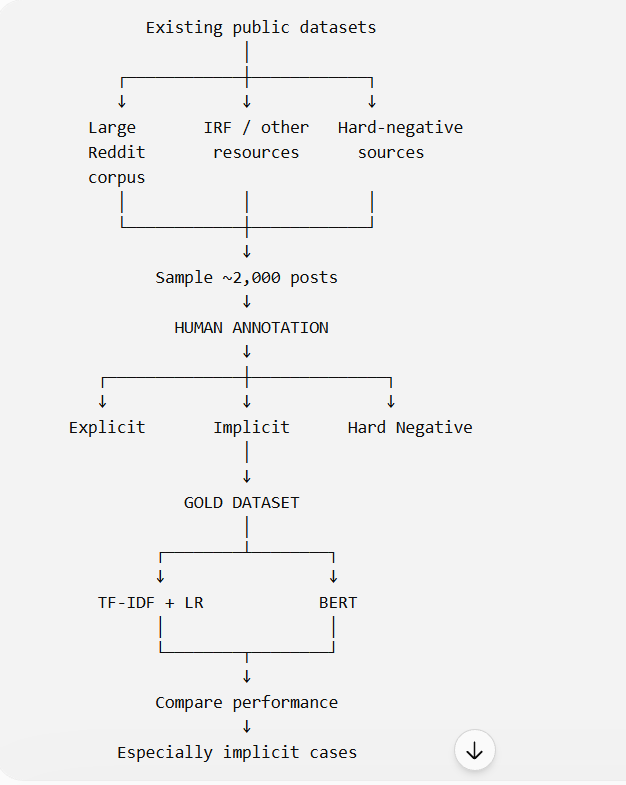 Existing public datasets
Large IRF / other Hard-negative
Reddit resources sources
corpus
Sample ~2,000 posts
HUMAN ANNOTATION
Explicit Implicit Hard Negative
GOLD DATASET
TF-IDF + LR BERT
Compare performance
Especially implicit cases